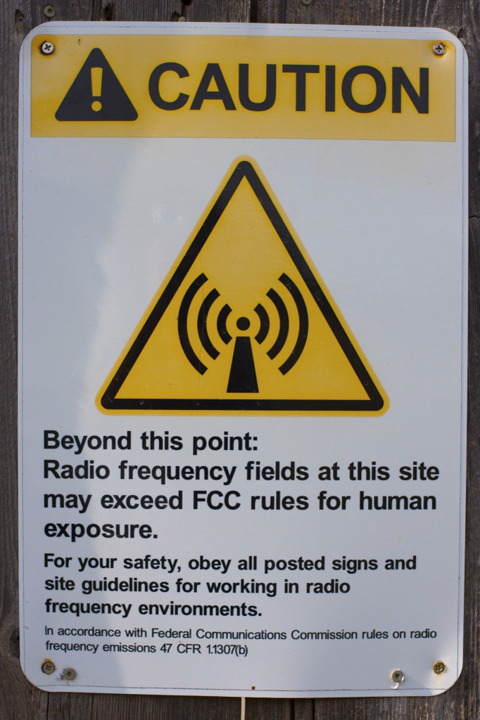 CAUTION
Beyond this point:
Radio frequency fields at this site
may exceed FCC rules for human
exposure.
For your safety, obey all posted signs and
site guidelines for working in radio
frequency environments.
In accordance with Federal Communications Commission rules on radio
frequency emissions 47 CFR 1.1307(b)